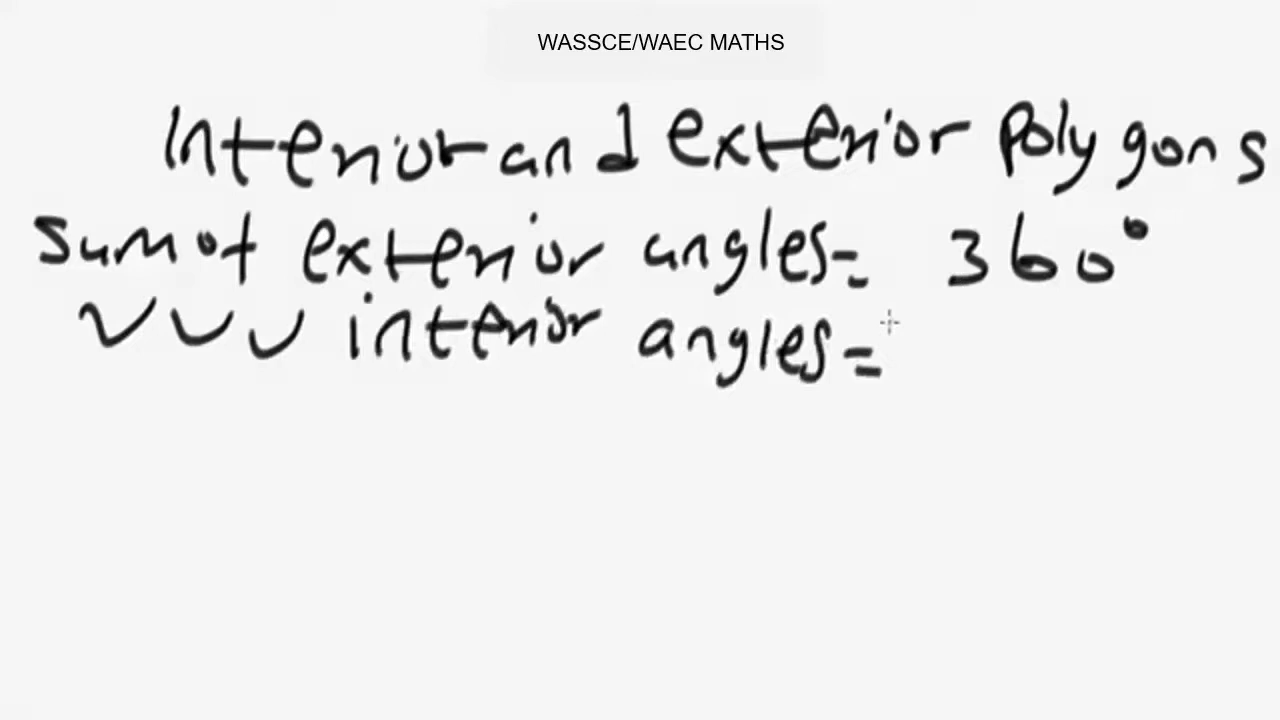 WASSCE/WAEC MATHS
Interior and exterior polygons
Sum of exterior angles = 360°
〃 〃 〃 interior angles =